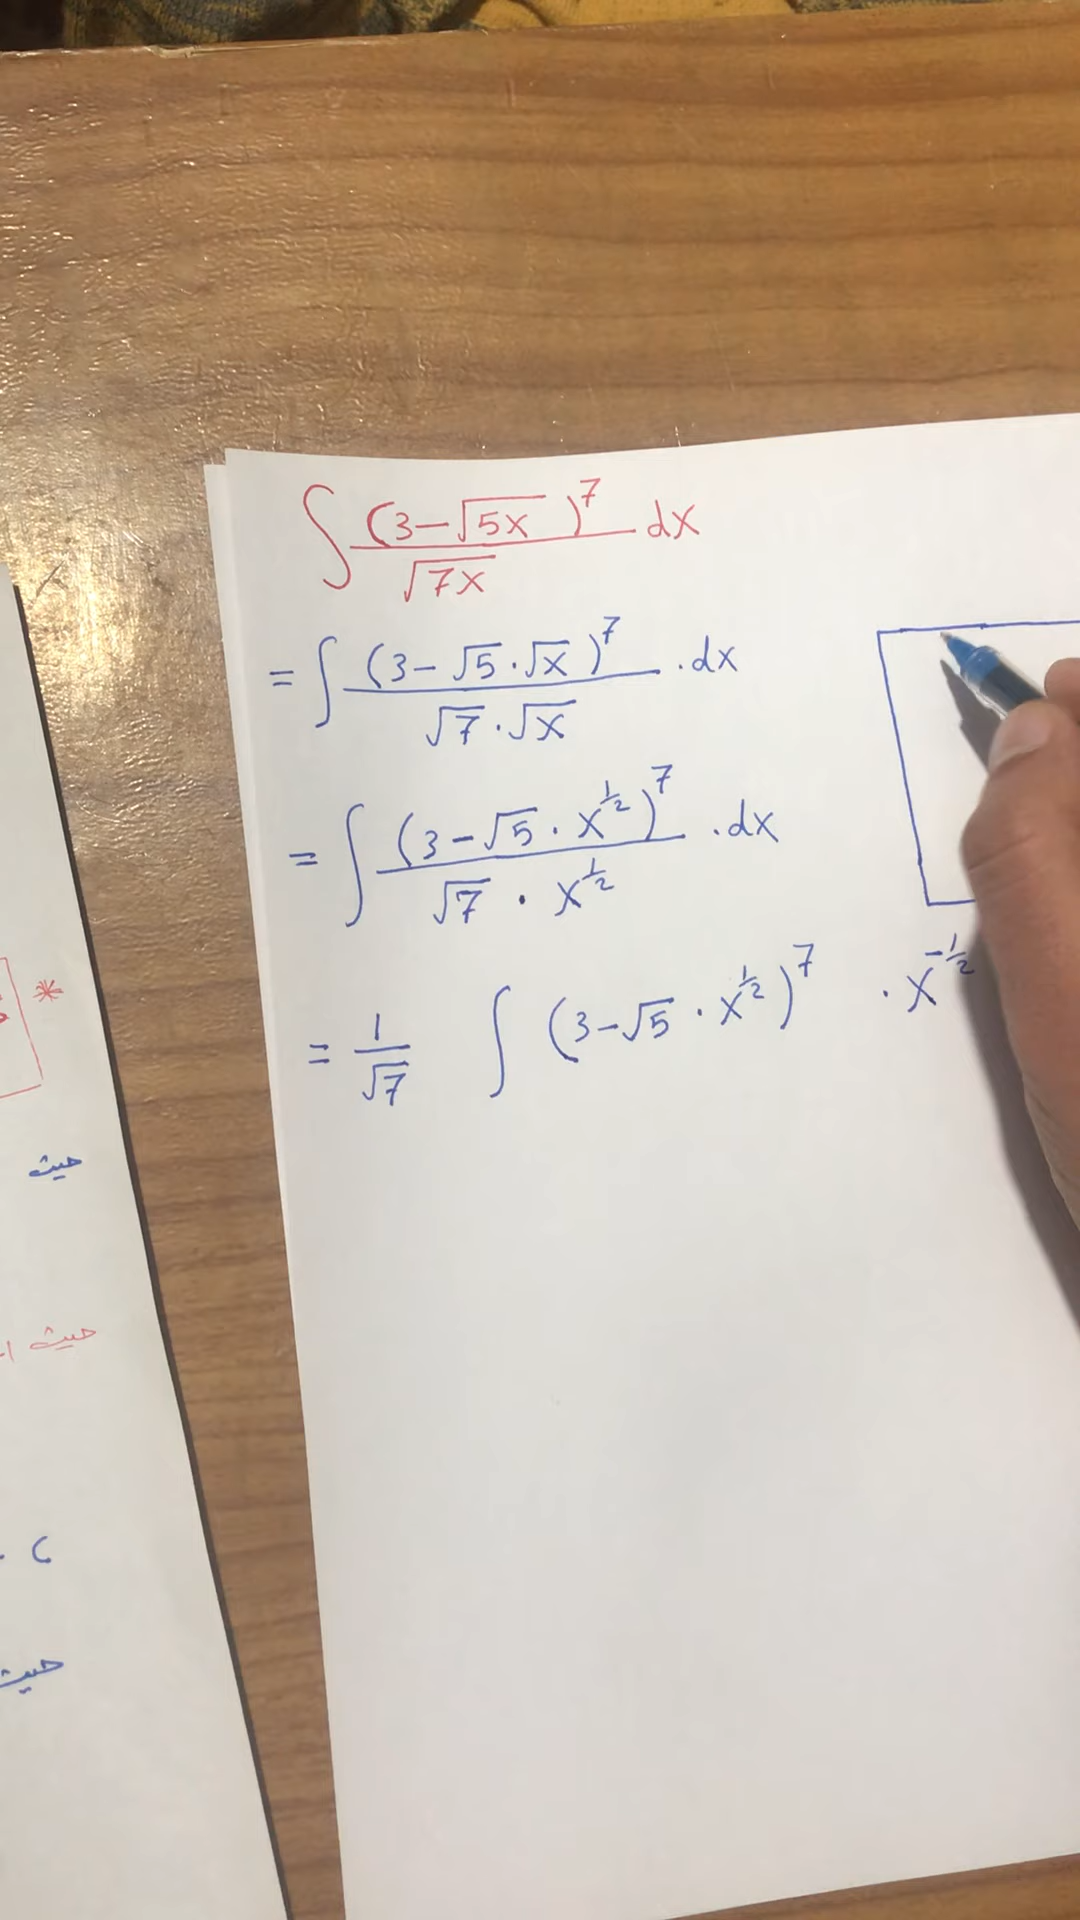 ∫ (3-√5x)⁷ / √7x dx
= ∫ (3-√5·√x)⁷ / √7·√x · dx
= ∫ (3-√5·x^½)⁷ / √7·x^½ · dx
= 1/√7 ∫ (3-√5·x^½)⁷ · x^-½
*
حيث
حيث
حيث